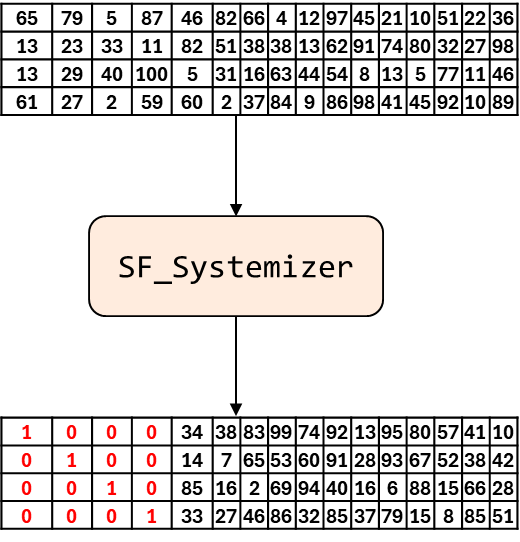 65 79 5 87 46 82 66 4 12 97 45 21 10 51 22 36
13 23 33 11 82 51 38 38 13 62 91 74 80 32 27 98
13 29 40 100 5 31 16 63 44 54 8 13 5 77 11 46
61 27 2 59 60 2 37 84 9 86 98 41 45 92 10 89
SF_Systemizer
1 0 0 0 34 38 83 99 74 92 13 95 80 57 41 10
0 1 0 0 14 7 65 53 60 91 28 93 67 52 38 42
0 0 1 0 85 16 2 69 94 40 16 6 88 15 66 28
0 0 0 1 33 27 46 86 32 85 37 79 15 8 85 51